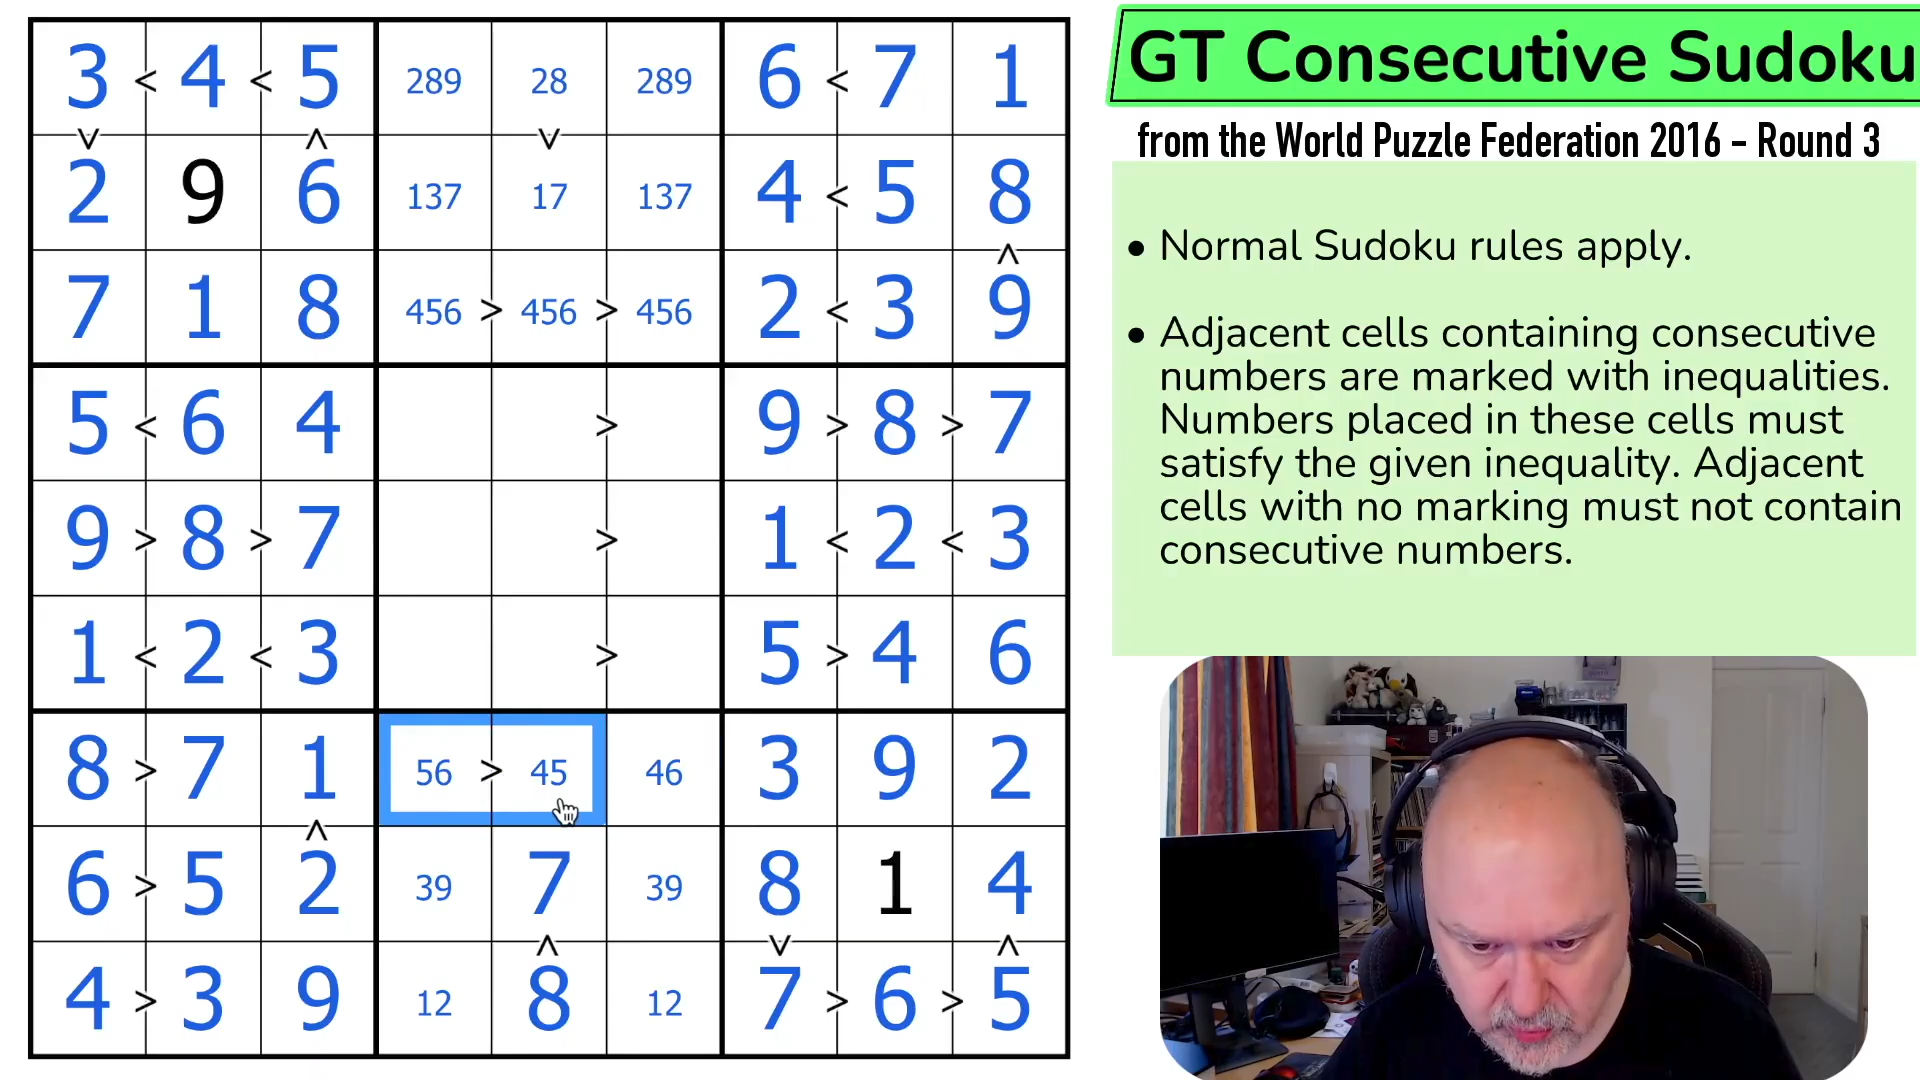 3 < 4 < 5 289 28 289 6 < 7 1
v ^ v
2 9 6 137 17 137 4 < 5 8
^
7 1 8 456 > 456 > 456 2 < 3 9
5 < 6 4 > 9 > 8 > 7
9 > 8 > 7 > 1 < 2 < 3
1 < 2 < 3 > 5 > 4 6
8 > 7 1 56 > 45 46 3 9 2
^
6 > 5 2 39 7 39 8 1 4
^ v ^
4 > 3 9 12 8 12 7 > 6 > 5
GT Consecutive Sudoku
from the World Puzzle Federation 2016 - Round 3
• Normal Sudoku rules apply.
• Adjacent cells containing consecutive
numbers are marked with inequalities.
Numbers placed in these cells must
satisfy the given inequality. Adjacent
cells with no marking must not contain
consecutive numbers.